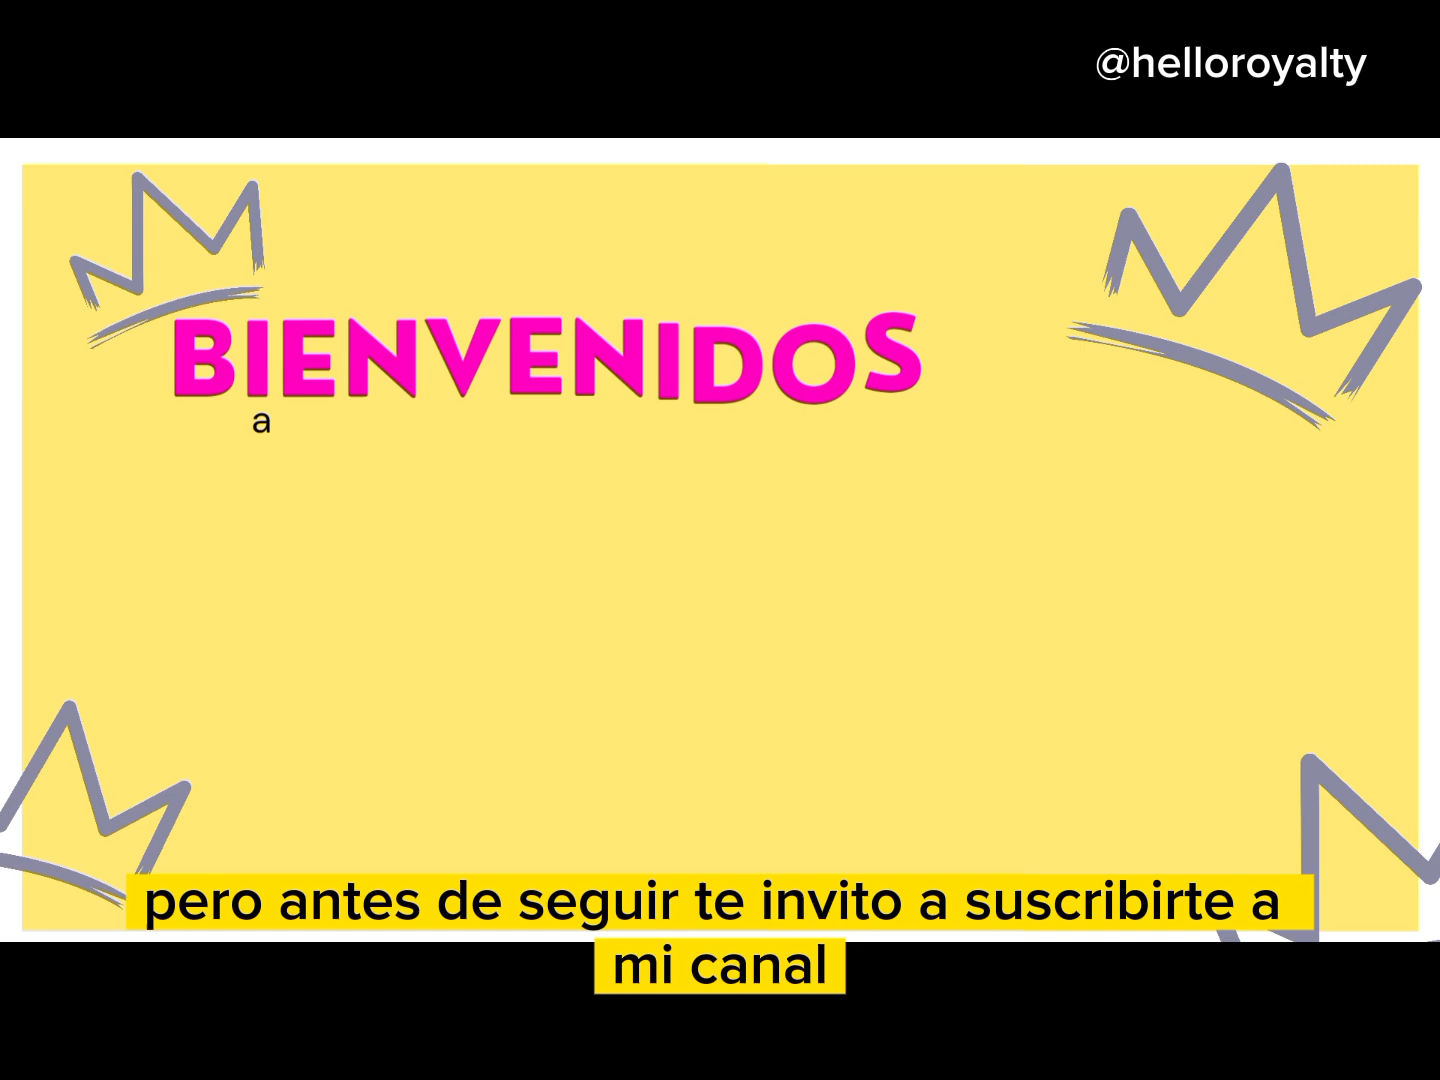 @helloroyalty
BIENVENIDOS
a
pero antes de seguir te invito a suscribirte a
mi canal